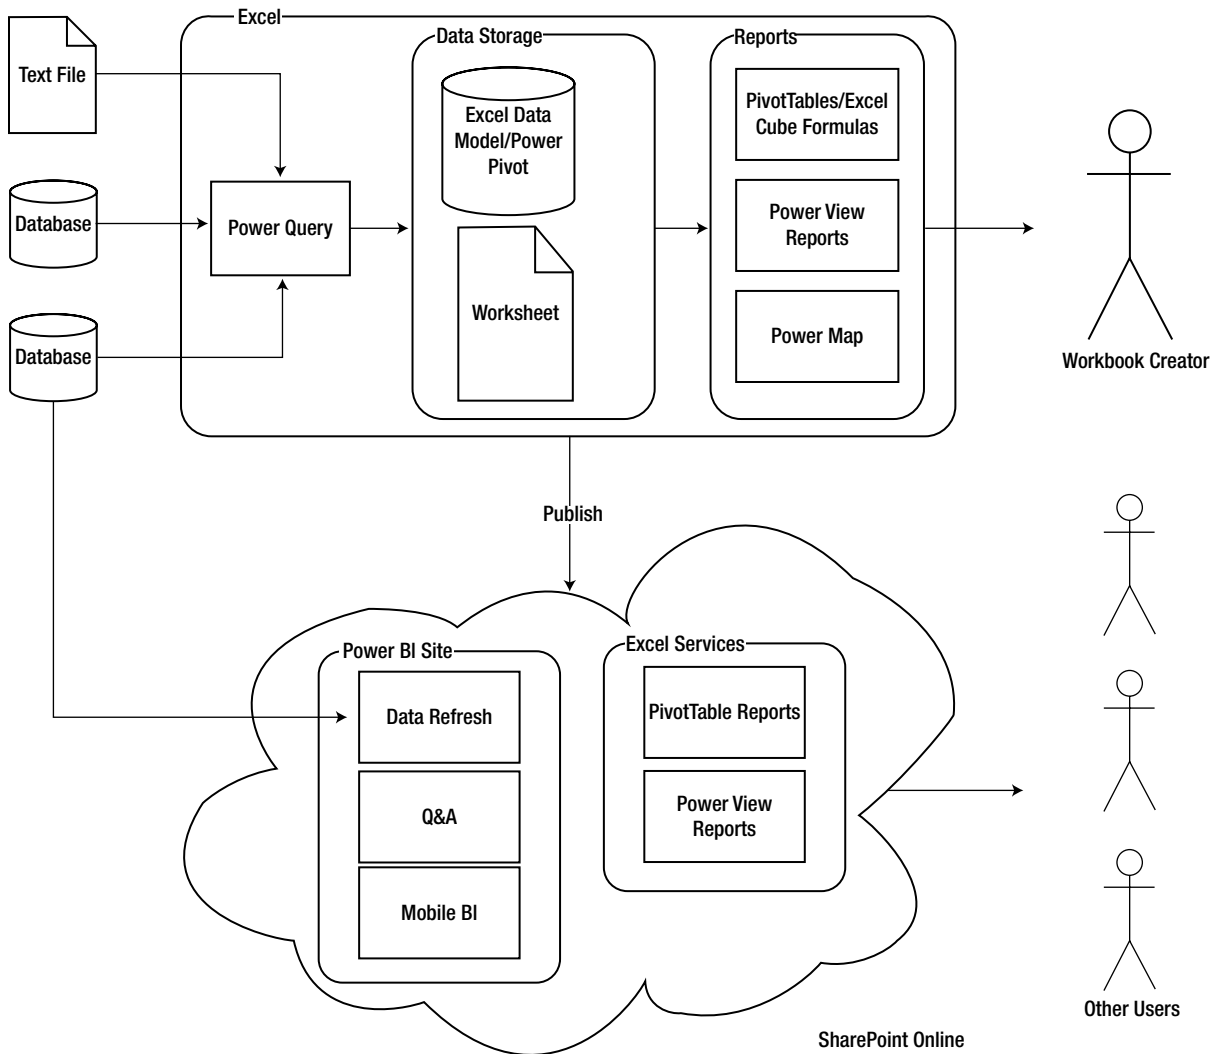 Excel
Text File
Database
Database
Power Query
Data Storage
Excel Data
Model/Power
Pivot
Worksheet
Reports
PivotTables/Excel
Cube Formulas
Power View
Reports
Power Map
Workbook Creator
Publish
Power BI Site
Data Refresh
Q&A
Mobile BI
Excel Services
PivotTable Reports
Power View
Reports
Other Users
SharePoint Online